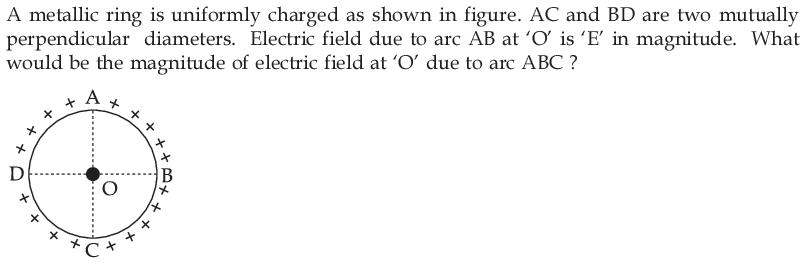 A metallic ring is uniformly charged as shown in figure. AC and BD are two mutually
perpendicular diameters. Electric field due to arc AB at ‘O’ is ‘E’ in magnitude. What
would be the magnitude of electric field at ‘O’ due to arc ABC ?
A
D
B
O
C